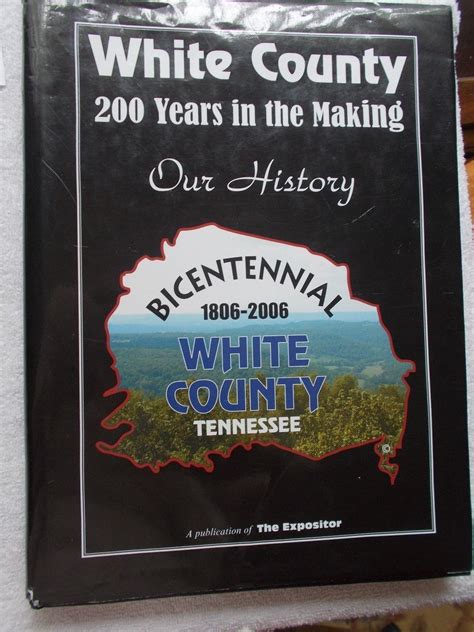 White County
200 Years in the Making
Our History
BICENTENNIAL
1806-2006
WHITE
COUNTY
TENNESSEE
©
A publication of The Expositor